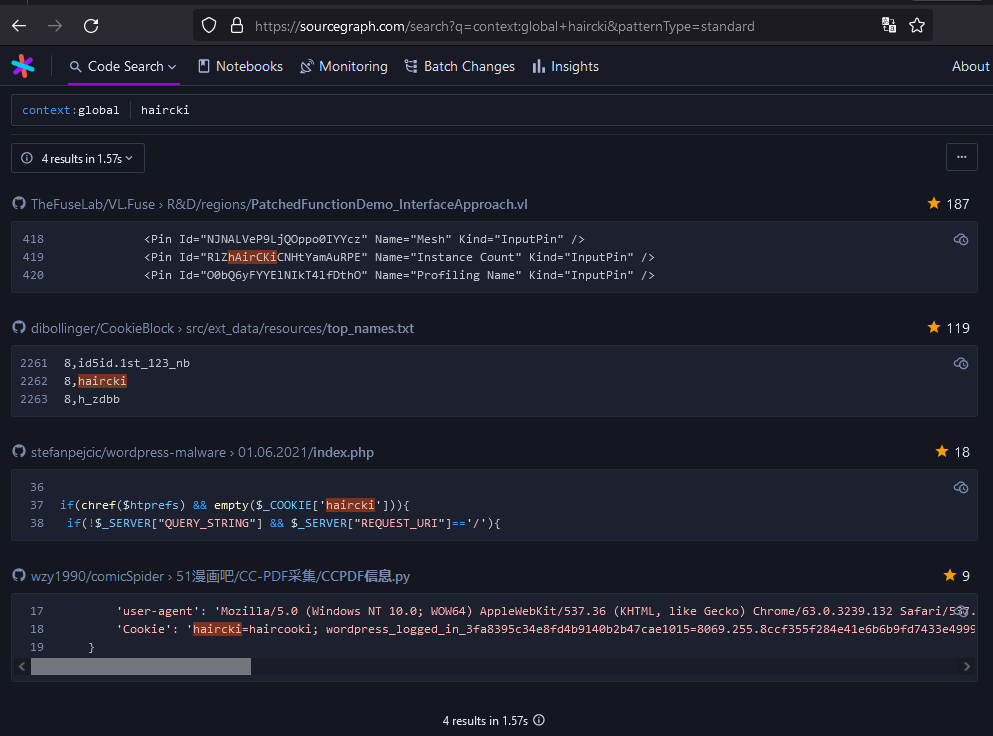 https://sourcegraph.com/search?q=context:global+haircki&patternType=standard
Code Search
Notebooks
Monitoring
Batch Changes
Insights
About
context:global haircki
4 results in 1.57s
...
TheFuseLab/VL.Fuse › R&D/regions/PatchedFunctionDemo_InterfaceApproach.vl
187
418 <Pin Id="NJNALVeP9LjQOppo0IYYcz" Name="Mesh" Kind="InputPin" />
419 <Pin Id="RlZhAirCKiCNHtYamAuRPE" Name="Instance Count" Kind="InputPin" />
420 <Pin Id="O0bQ6yFYYElNIkT4lfDthO" Name="Profiling Name" Kind="InputPin" />
dibollinger/CookieBlock › src/ext_data/resources/top_names.txt
119
2261 8,id5id.1st_123_nb
2262 8,haircki
2263 8,h_zdbb
stefanpejcic/wordpress-malware › 01.06.2021/index.php
18
36
37 if(chref($htprefs) && empty($_COOKIE['haircki'])){
38 if(!$_SERVER["QUERY_STRING"] && $_SERVER["REQUEST_URI"]=='/'){
wzy1990/comicSpider › 51漫画吧/CC-PDF采集/CCPDF信息.py
9
17 'user-agent': 'Mozilla/5.0 (Windows NT 10.0; WOW64) AppleWebKit/537.36 (KHTML, like Gecko) Chrome/63.0.3239.132 Safari/537.
18 'Cookie': 'haircki=haircooki; wordpress_logged_in_3fa8395c34e8fd4b9140b2b47cae1015=8069.255.8ccf355f284e41e6b6b9fd7433e4999
19 }
4 results in 1.57s